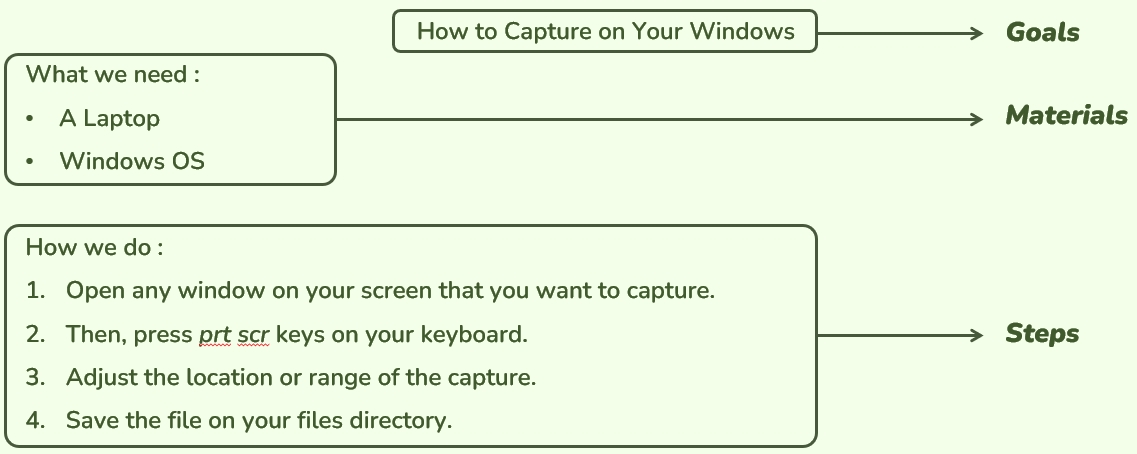 How to Capture on Your Windows
Goals
What we need :
• A Laptop
• Windows OS
Materials
How we do :
1. Open any window on your screen that you want to capture.
2. Then, press prt scr keys on your keyboard.
3. Adjust the location or range of the capture.
4. Save the file on your files directory.
Steps